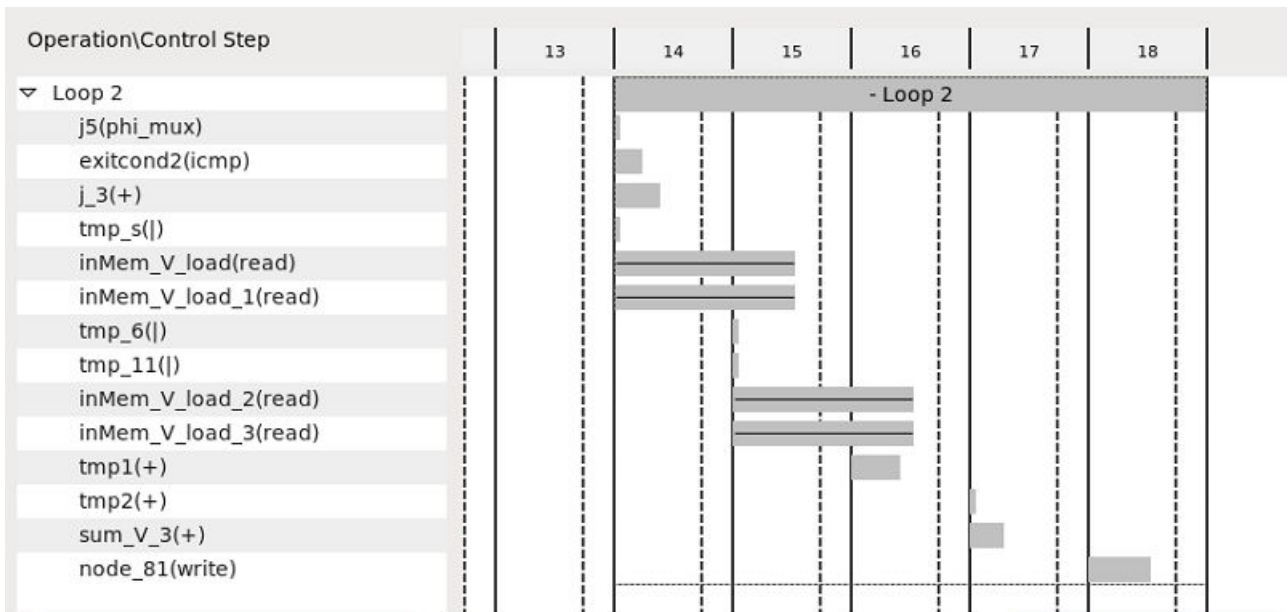 Operation\Control Step
13 14 15 16 17 18
Loop 2
- Loop 2
j5(phi_mux)
exitcond2(icmp)
j_3(+)
tmp_s(|)
inMem_V_load(read)
inMem_V_load_1(read)
tmp_6(|)
tmp_11(|)
inMem_V_load_2(read)
inMem_V_load_3(read)
tmp1(+)
tmp2(+)
sum_V_3(+)
node_81(write)